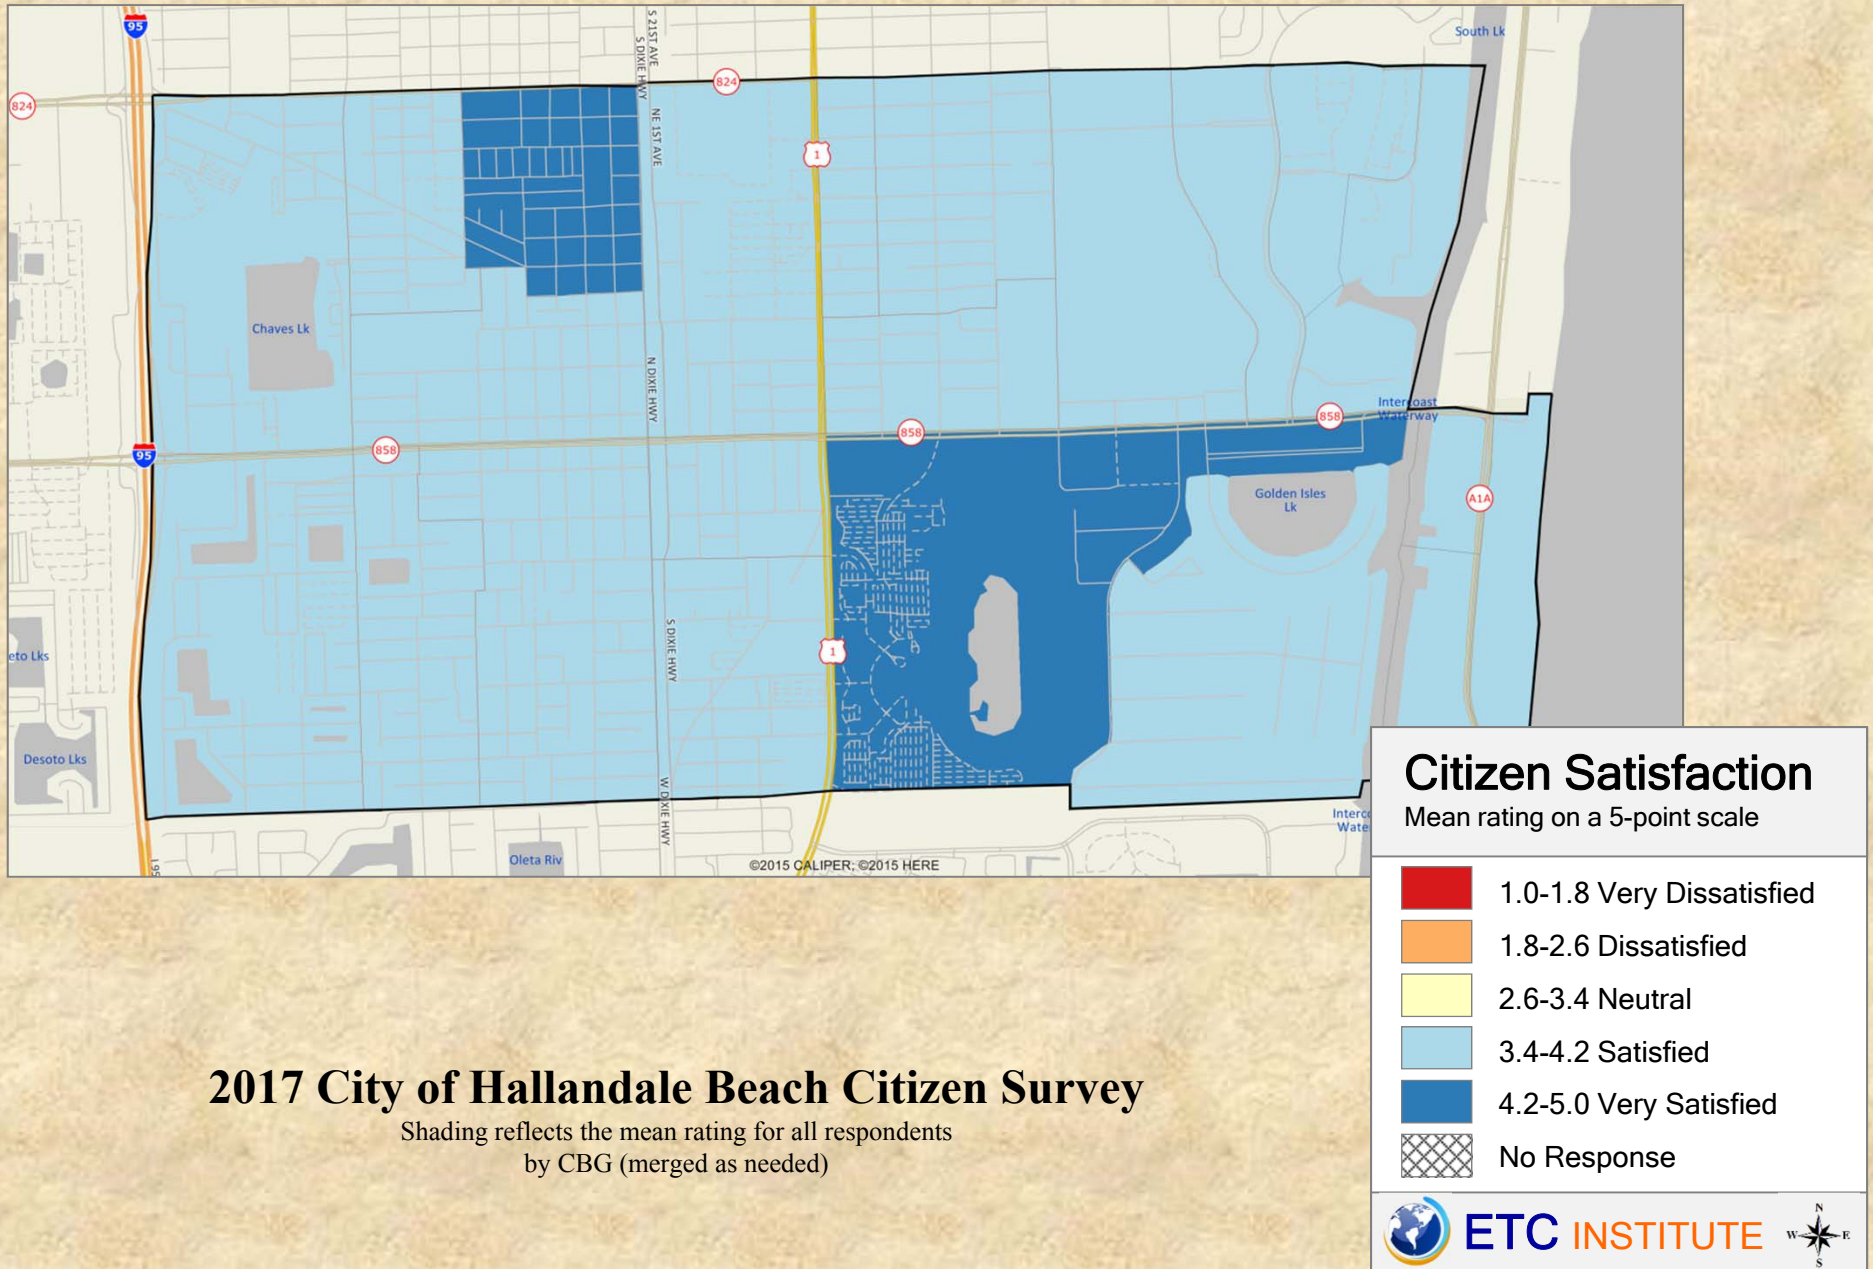 95
South Lk
S 21ST AVE
S DIXIE HWY
824
824
NE 1ST AVE
1
Chaves Lk
N DIXIE HWY
Intercoast
Waterway
858
858
858
95
Golden Isles
Lk
A1A
S DIXIE HWY
1
eto Lks
Desoto Lks
W DIXIE HWY
Interco
Wate
Oleta Riv
I 95
©2015 CALIPER; ©2015 HERE
Citizen Satisfaction
Mean rating on a 5-point scale
1.0-1.8 Very Dissatisfied
1.8-2.6 Dissatisfied
2.6-3.4 Neutral
3.4-4.2 Satisfied
4.2-5.0 Very Satisfied
No Response
2017 City of Hallandale Beach Citizen Survey
Shading reflects the mean rating for all respondents
by CBG (merged as needed)
ETC INSTITUTE
N
W E
S